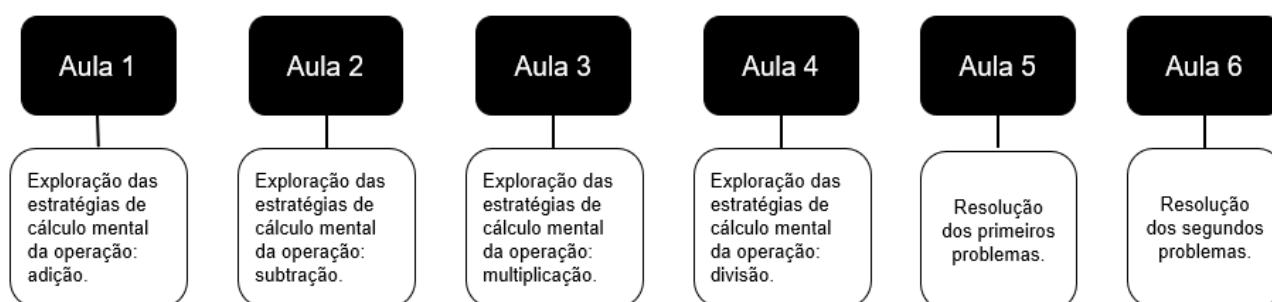 Aula 1
Exploração das
estratégias de
cálculo mental
da operação:
adição.
Aula 2
Exploração das
estratégias de
cálculo mental
da operação:
subtração.
Aula 3
Exploração das
estratégias de
cálculo mental
da operação:
multiplicação.
Aula 4
Exploração das
estratégias de
cálculo mental
da operação:
divisão.
Aula 5
Resolução
dos primeiros
problemas.
Aula 6
Resolução
dos segundos
problemas.